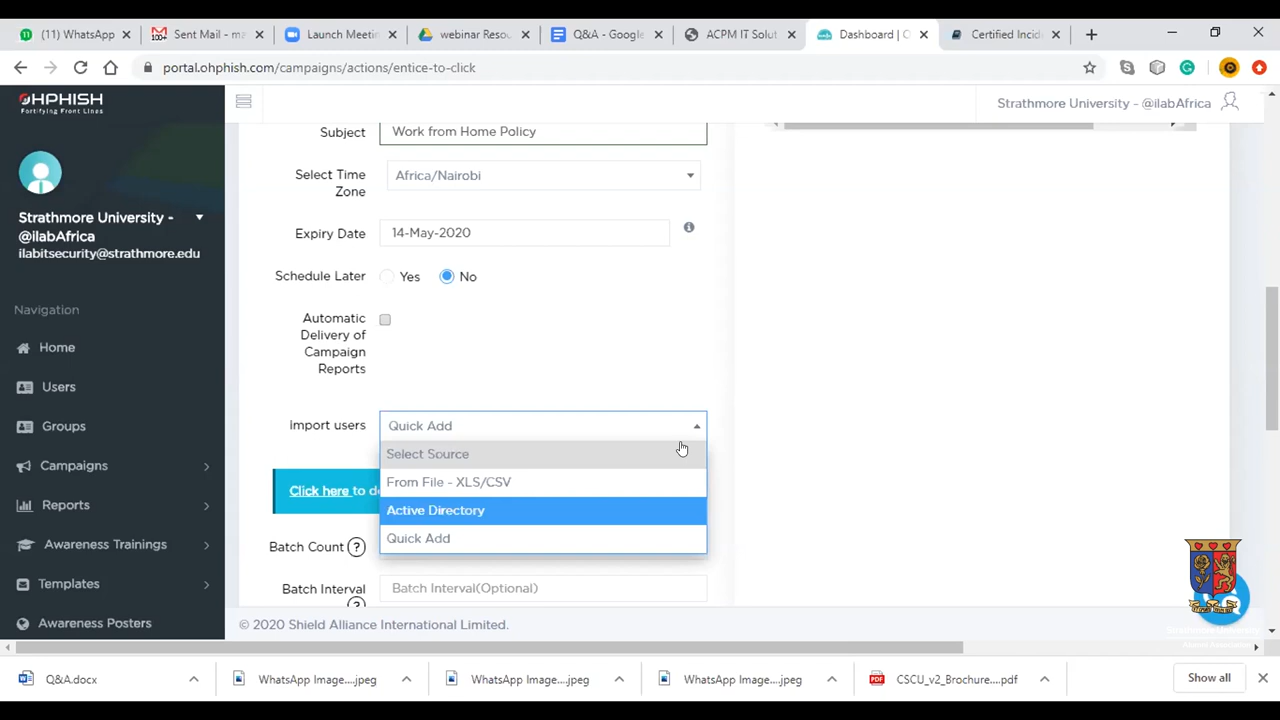 (11) WhatsApp
Sent Mail - ma
Launch Meetin
webinar Resou
Q&A - Google
ACPM IT Solut
Dashboard | O
Certified Incid
portal.ohphish.com/campaigns/actions/entice-to-click
OHPHISH
Fortifying Front Lines
Strathmore University - @ilabAfrica
Strathmore University -
@ilabAfrica
ilabitsecurity@strathmore.edu
Navigation
Home
Users
Groups
Campaigns
Reports
Awareness Trainings
Templates
Awareness Posters
Subject
Work from Home Policy
Select Time
Zone
Africa/Nairobi
Expiry Date
14-May-2020
Schedule Later
Yes
No
Automatic
Delivery of
Campaign
Reports
Import users
Quick Add
Select Source
From File - XLS/CSV
Active Directory
Quick Add
Click here to d
Batch Count ?
Batch Interval
?
Batch Interval(Optional)
© 2020 Shield Alliance International Limited.
Strathmore University
Q&A.docx
WhatsApp Image....jpeg
WhatsApp Image....jpeg
WhatsApp Image....jpeg
CSCU_v2_Brochure....pdf
Show all